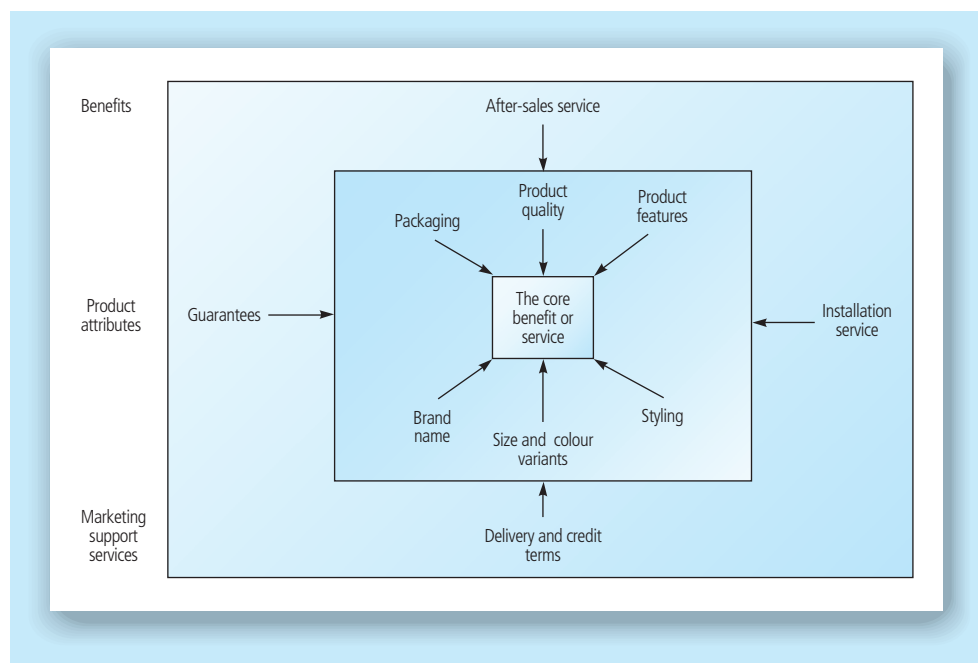 Benefits
After-sales service
Product
quality
Product
features
Packaging
The core
benefit or
service
Product
attributes
Guarantees
Installation
service
Brand
name
Size and colour
variants
Styling
Marketing
support
services
Delivery and credit
terms